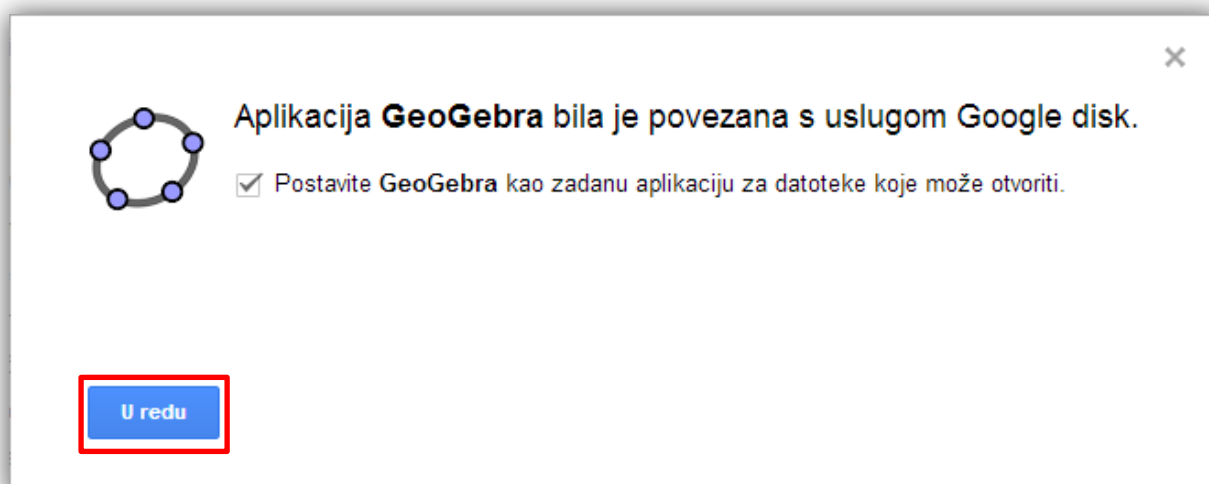 Aplikacija GeoGebra bila je povezana s uslugom Google disk.
Postavite GeoGebra kao zadanu aplikaciju za datoteke koje može otvoriti.
U redu